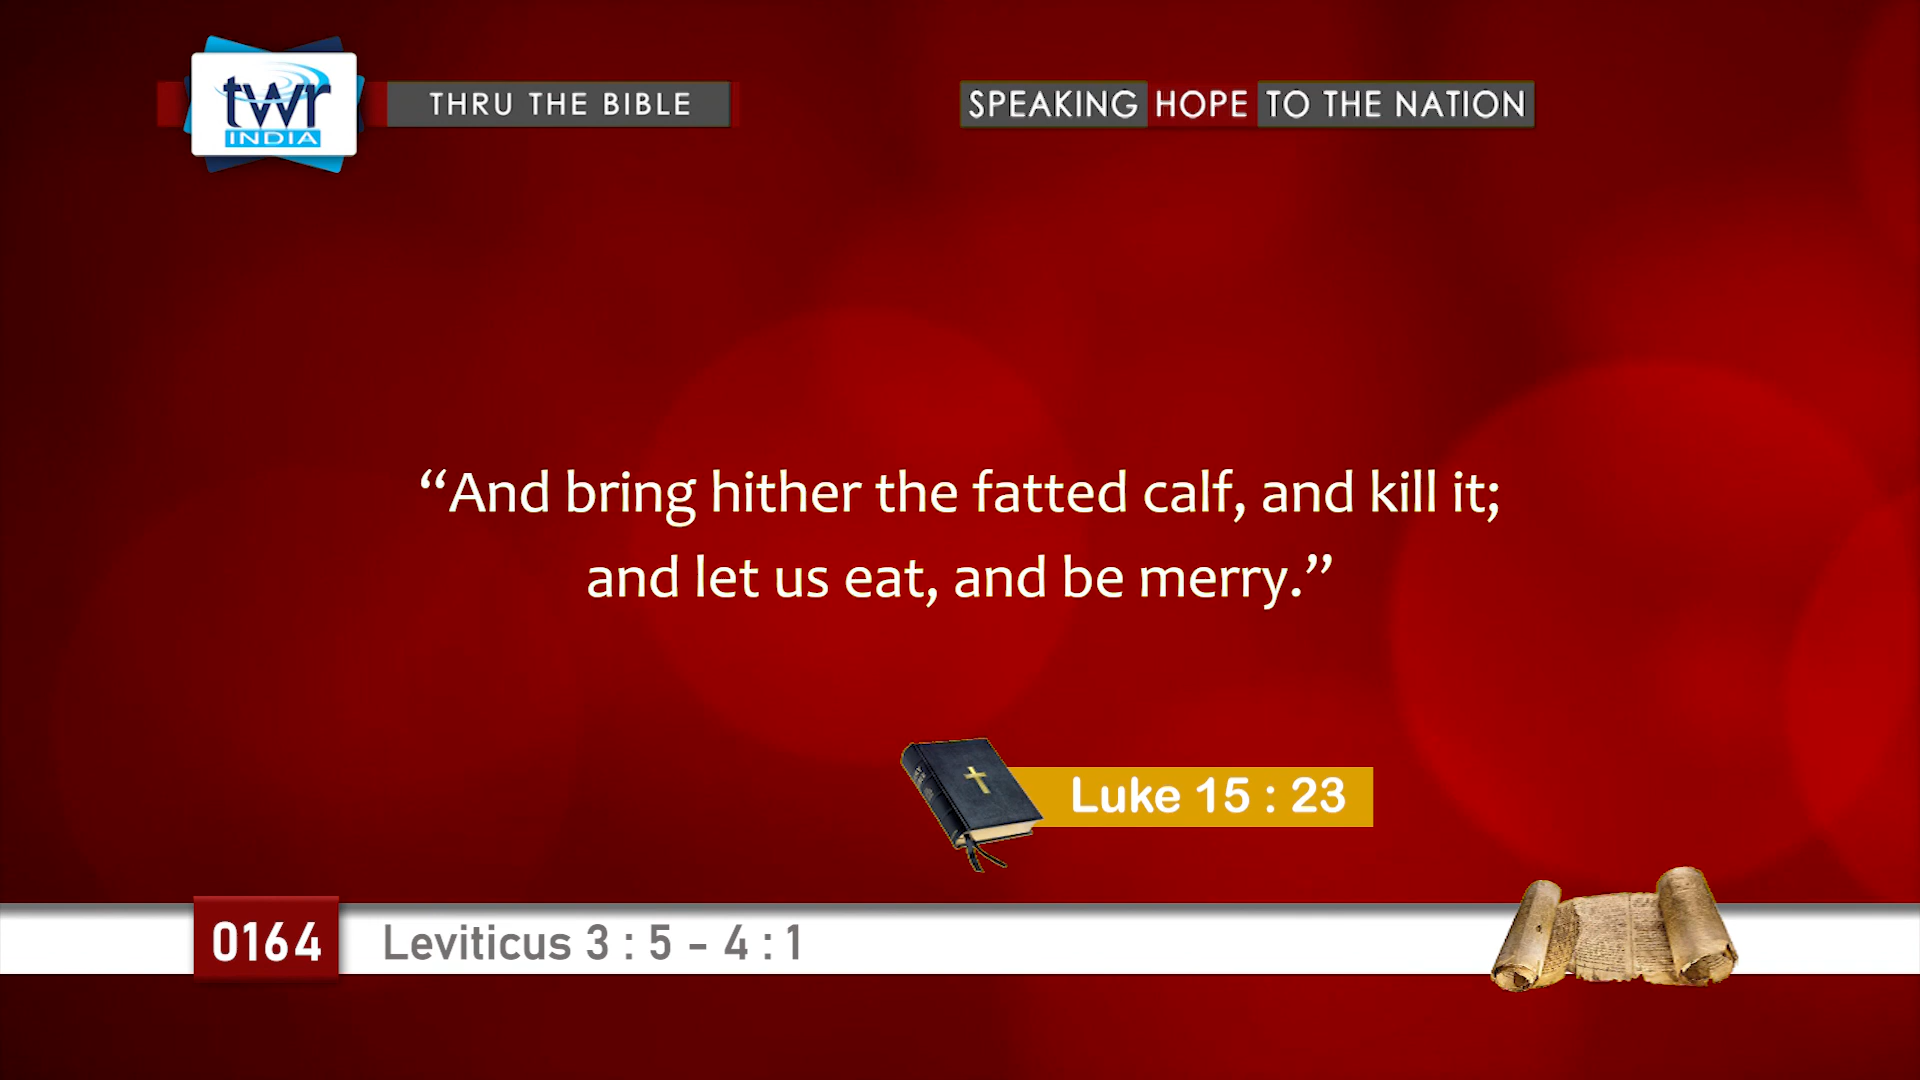 twr
INDIA
THRU THE BIBLE
SPEAKING HOPE TO THE NATION
“And bring hither the fatted calf, and kill it;
and let us eat, and be merry.”
Luke 15 : 23
0164 Leviticus 3 : 5 - 4 : 1